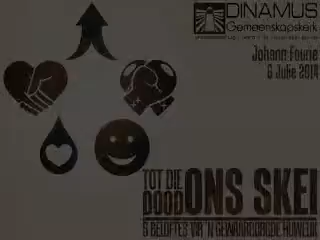 DINAMUS
Gemeenskapskerk
Johann Fourie
6 Julie 2014
TOT DIE
DOOD ONS SKEI
5 BELOFTES VIR 'N GEWAARBORGDE HUWELIK